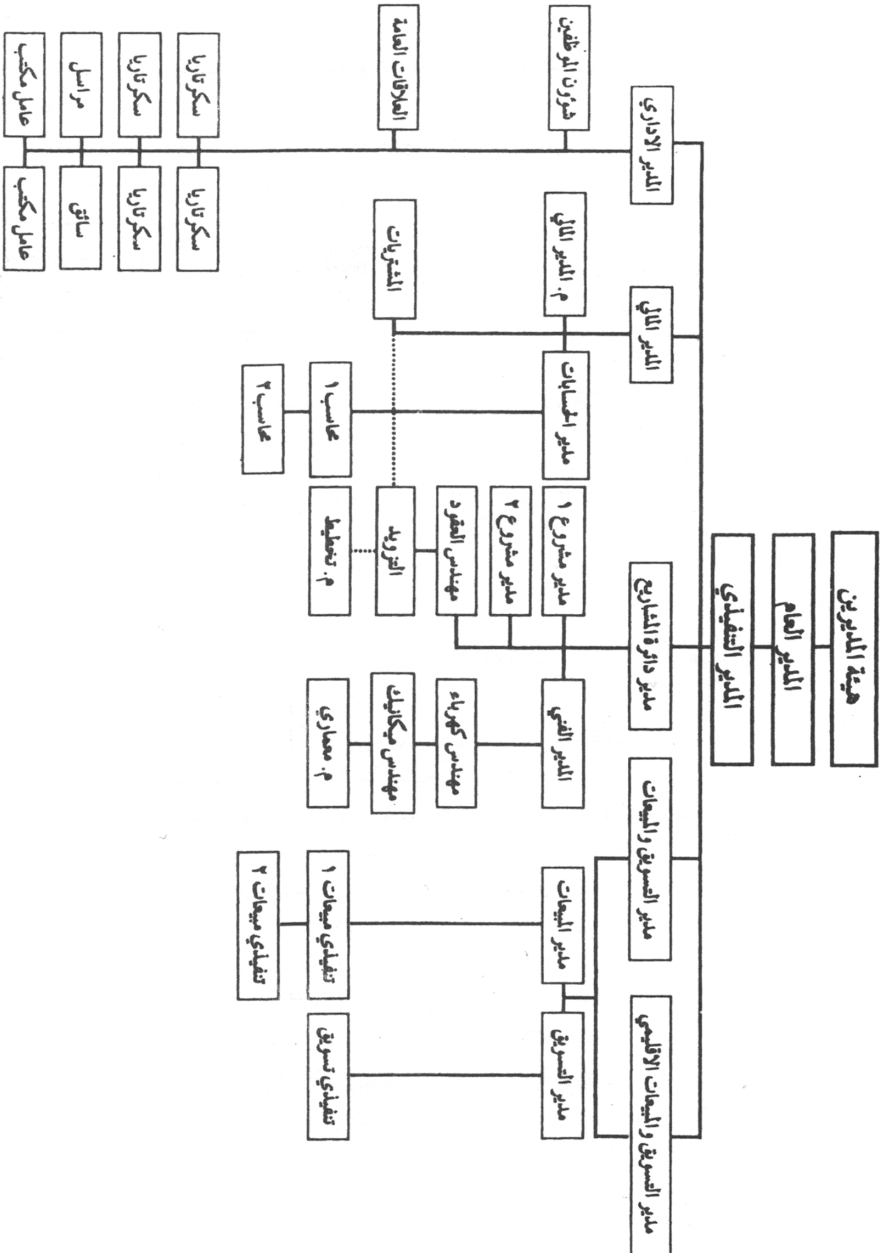 هيئة المديرين
المدير العام
المدير التنفيذي
المدير الاداري
المدير المالي
مدير دائرة المشاريع
مدير التسويق والمبيعات
مدير التسويق والمبيعات الاقليمي
شؤون الموظفين
العلاقات العامة
سكرتاريا
سكرتاريا
سكرتاريا
سكرتاريا
مراسل
سائق
عامل مكتب
عامل مكتب
م. المدير المالي
مدير الحسابات
المشتريات
محاسب ١
محاسب ٢
مدير مشروع ١
مدير مشروع ٢
مهندس العقود
التزويد
م. تخطيط
المدير الفني
مهندس كهرباء
مهندس ميكانيك
م. معماري
مدير المبيعات
تنفيذي مبيعات ١
تنفيذي مبيعات ٢
مدير التسويق
تنفيذي تسويق